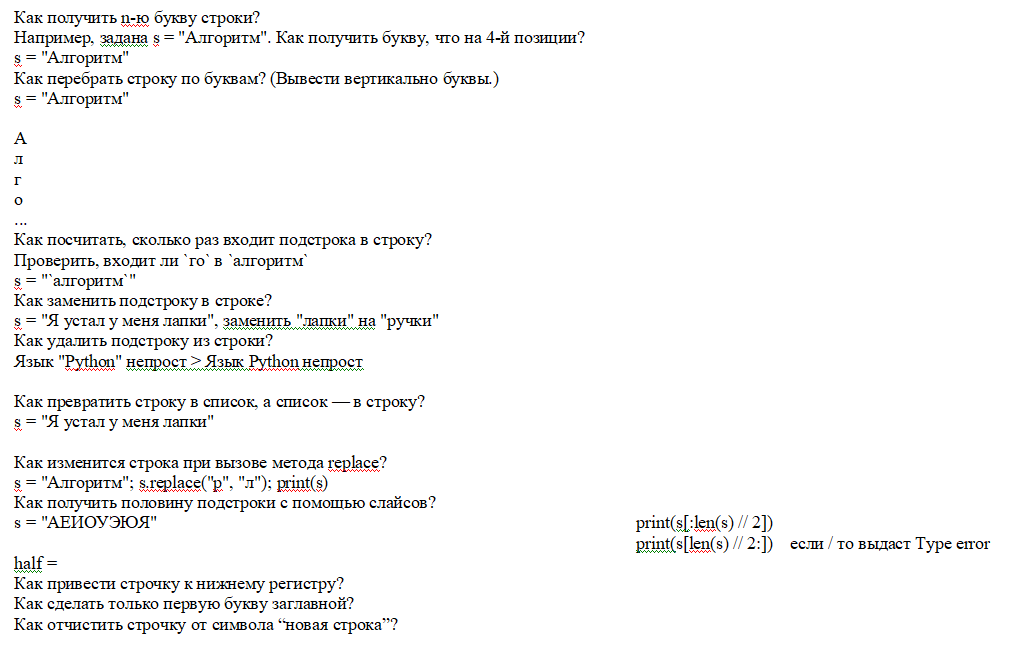 Как получить n-ю букву строки?
Например, задана s = "Алгоритм". Как получить букву, что на 4-й позиции?
s = "Алгоритм"
Как перебрать строку по буквам? (Вывести вертикально буквы.)
s = "Алгоритм"
А
л
г
о
...
Как посчитать, сколько раз входит подстрока в строку?
Проверить, входит ли `го` в `алгоритм`
s = "`алгоритм`"
Как заменить подстроку в строке?
s = "Я устал у меня лапки", заменить "лапки" на "ручки"
Как удалить подстроку из строки?
Язык "Python" непрост > Язык Python непрост
Как превратить строку в список, а список — в строку?
s = "Я устал у меня лапки"
Как изменится строка при вызове метода replace?
s = "Алгоритм"; s.replace("р", "л"); print(s)
Как получить половину подстроки с помощью слайсов?
s = "АЕИОУЭЮЯ" print(s[:len(s) // 2])
print(s[len(s) // 2:]) если / то выдаст Type error
half =
Как привести строчку к нижнему регистру?
Как сделать только первую букву заглавной?
Как отчистить строчку от символа “новая строка”?